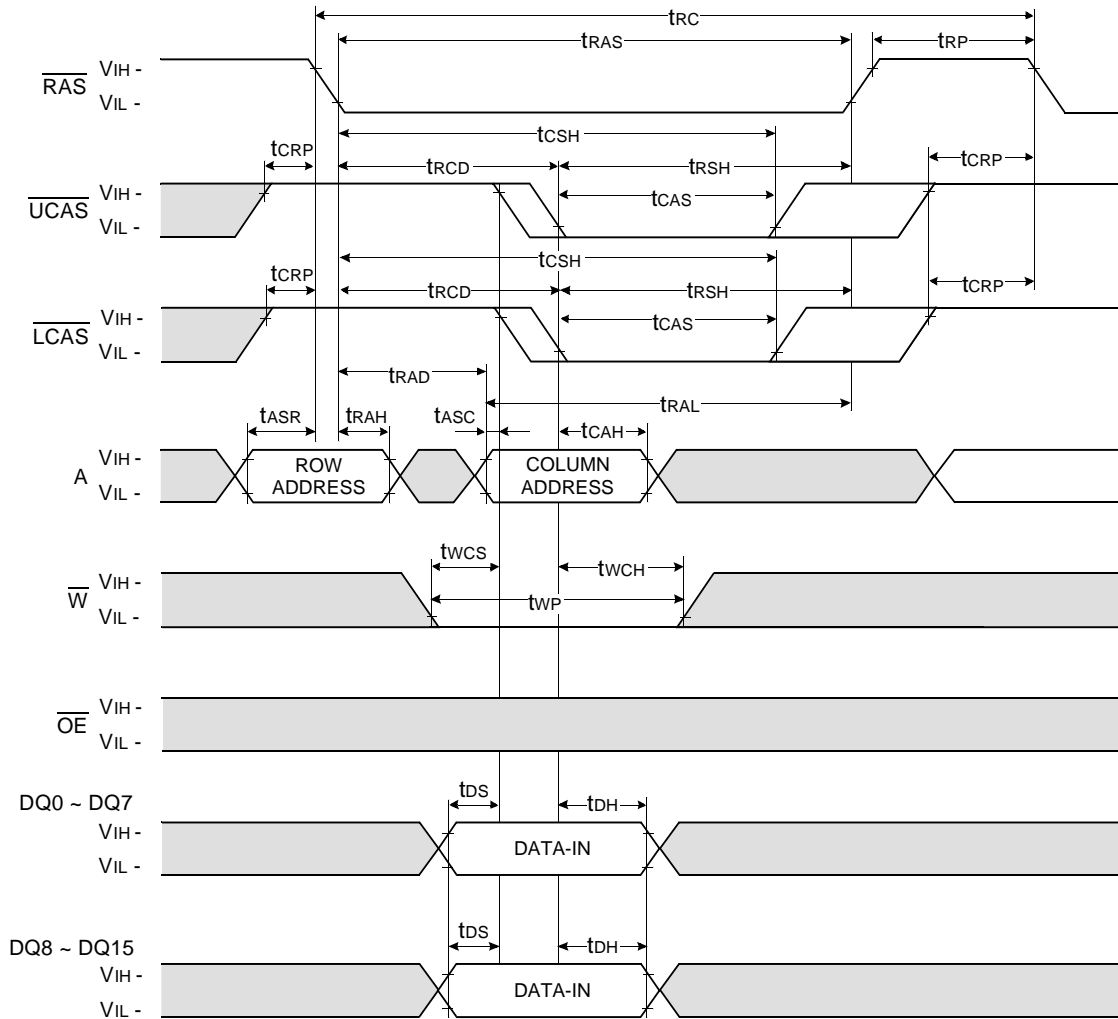 tRC
tRAS
tRP
RAS
VIH -
VIL -
tCSH
tCRP
tRCD
tRSH
tCRP
UCAS
VIH -
VIL -
tCAS
tCSH
tCRP
tRCD
tRSH
tCRP
LCAS
VIH -
VIL -
tCAS
tRAD
tRAL
tASR
tRAH
tASC
tCAH
A
VIH -
VIL -
ROW
ADDRESS
COLUMN
ADDRESS
tWCS
tWCH
W
VIH -
VIL -
tWP
OE
VIH -
VIL -
DQ0 ~ DQ7
VIH -
VIL -
tDS
tDH
DATA-IN
DQ8 ~ DQ15
VIH -
VIL -
tDS
tDH
DATA-IN